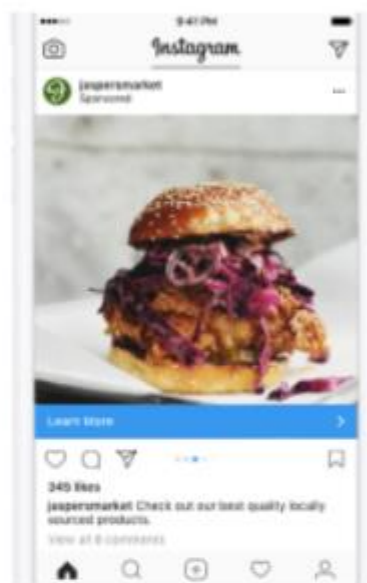 9:41 PM
Instagram
jaspersmarket
Sponsored
Learn More
345 likes
jaspersmarket Check out our best quality locally
sourced products.
View all 8 comments